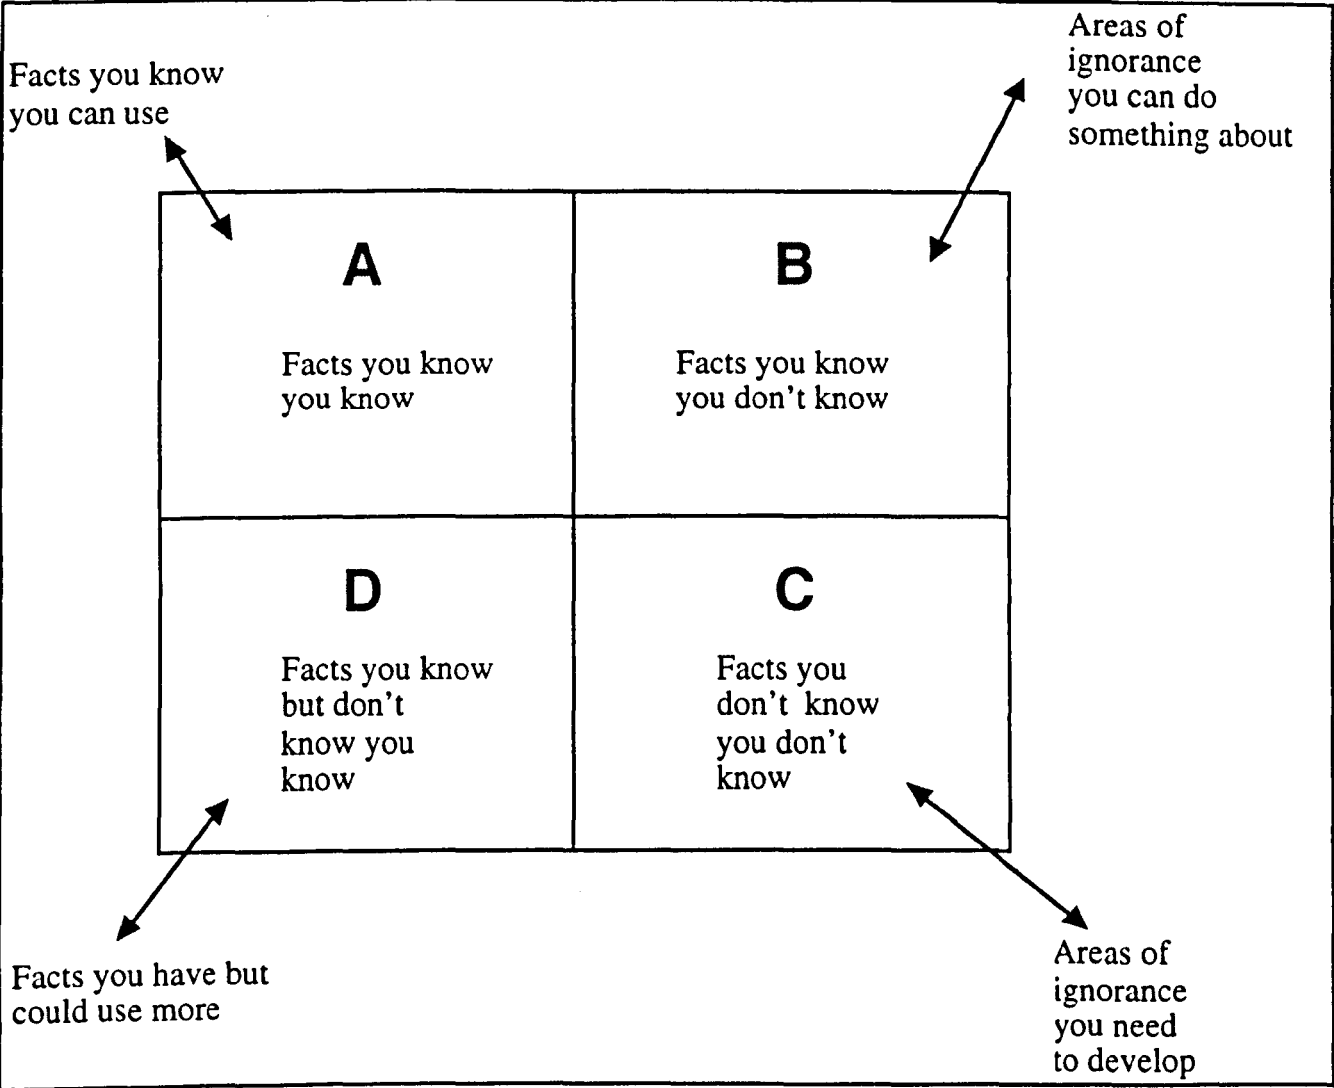 Facts you know
you can use
Areas of
ignorance
you can do
something about
A
Facts you know
you know
B
Facts you know
you don't know
D
Facts you know
but don't
know you
know
C
Facts you
don't know
you don't
know
Facts you have but
could use more
Areas of
ignorance
you need
to develop